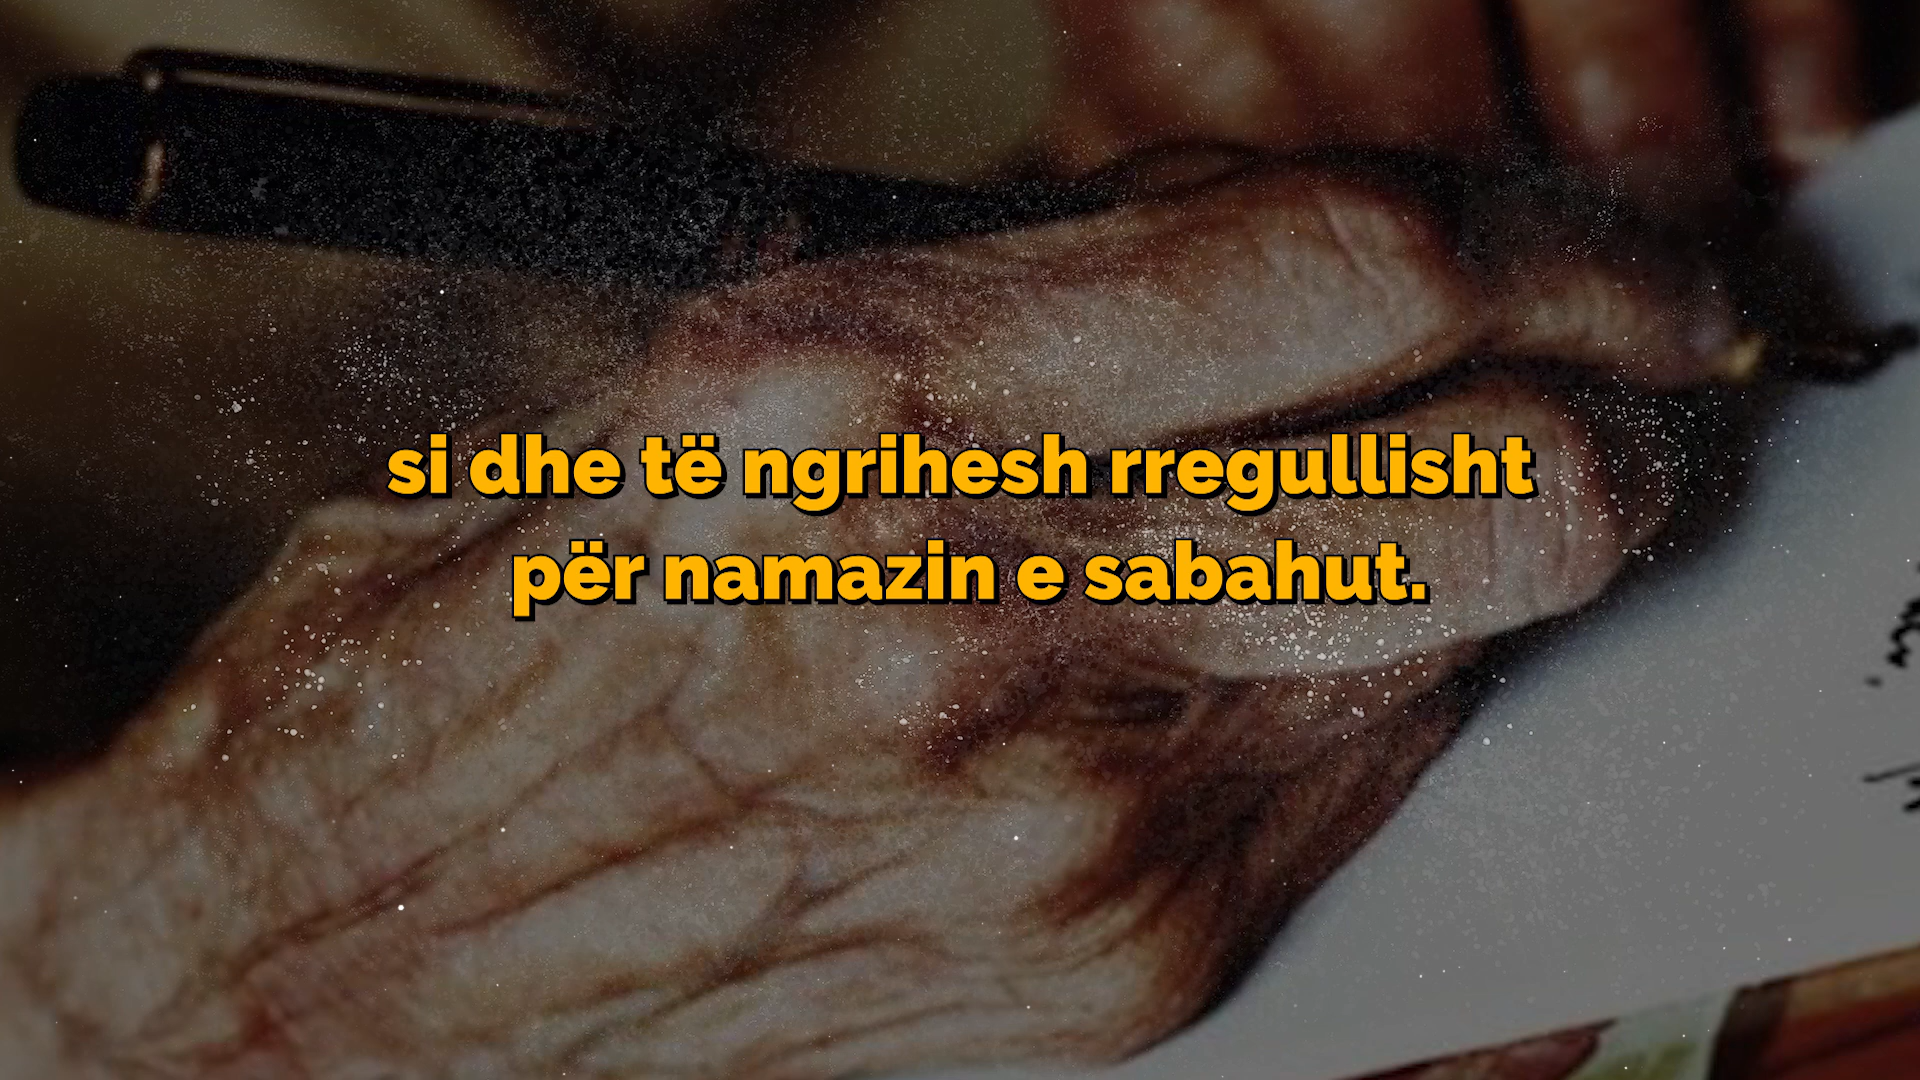 si dhe të ngrihesh rregullisht
për namazin e sabahut.